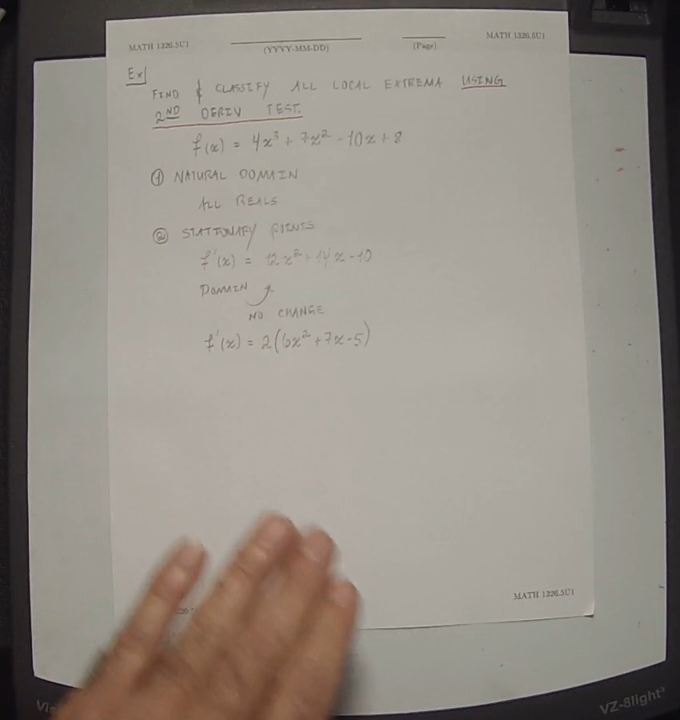 MATH 1226.5U1
(YYYY-MM-DD)
(Page)
MATH 1226.5U1
Ex
FIND & CLASSIFY ALL LOCAL EXTREMA USING
2ND DERIV TEST.
f(x) = 4x³ + 7x² - 10x + 8
① NATURAL DOMAIN
ALL REALS
② STATIONARY POINTS
f'(x) = 12x² + 14x - 10
DOMAIN
NO CHANGE
f'(x) = 2(6x² + 7x - 5)
MATH 1226.5U1
VZ-8light³